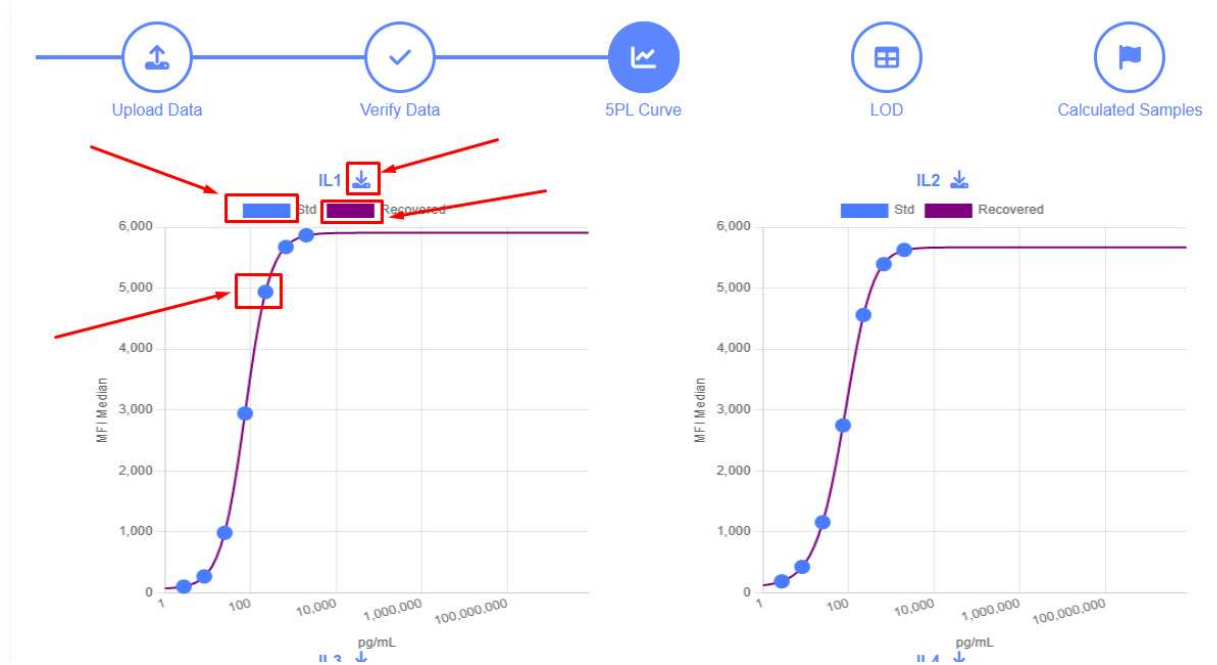 Upload Data
Verify Data
5PL Curve
LOD
Calculated Samples
IL1
Std Recovered
6,000
5,000
4,000
3,000
2,000
1,000
0
MFI Median
1 100 10,000 1,000,000 100,000,000
pg/mL
IL2
Std Recovered
6,000
5,000
4,000
3,000
2,000
1,000
0
MFI Median
1 100 10,000 1,000,000 100,000,000
pg/mL
IL3
IL4